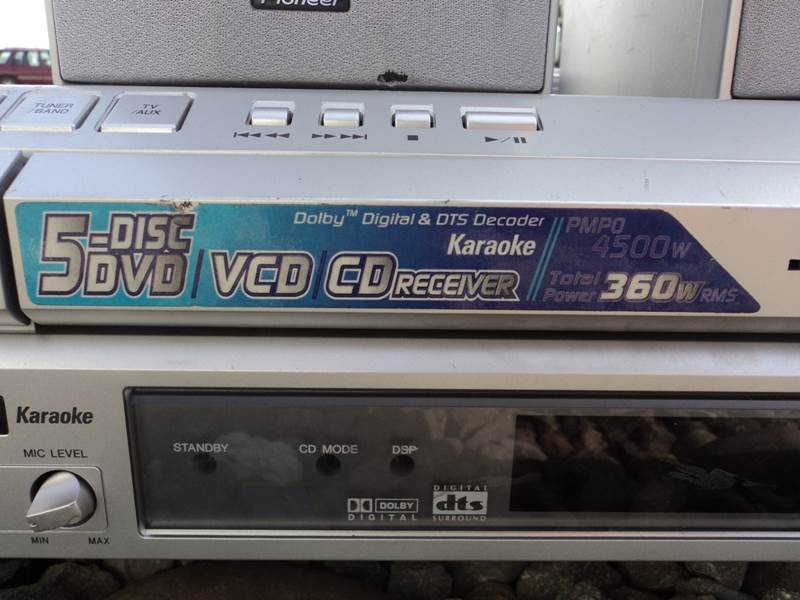 Pioneer
TUNER
/BAND
TV
/AUX
5-DISC
DVD / VCD / CD RECEIVER
Dolby™ Digital & DTS Decoder
Karaoke
PMPO
4500W
Total
Power 360W RMS
Karaoke
MIC LEVEL
MIN MAX
STANDBY
CD MODE
DSP
DOLBY
DIGITAL
DIGITAL
dts
SURROUND